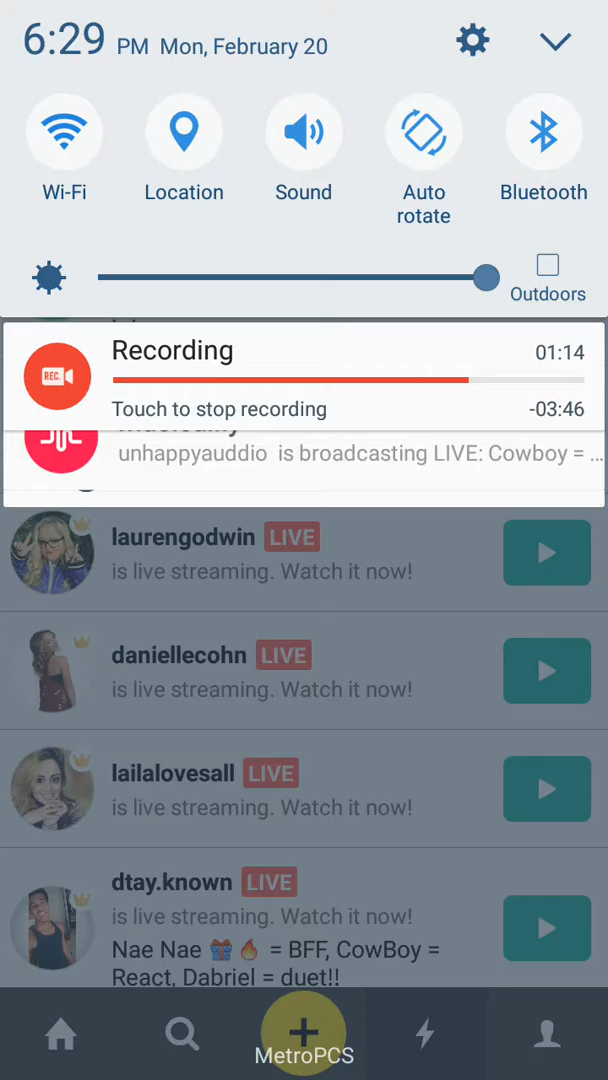 6:29 PM Mon, February 20
Wi-Fi
Location
Sound
Auto rotate
Bluetooth
Outdoors
REC.
Recording
01:14
Touch to stop recording
-03:46
unhappyauddio is broadcasting LIVE: Cowboy = ...
laurengodwin LIVE
is live streaming. Watch it now!
daniellecohn LIVE
is live streaming. Watch it now!
lailalovesall LIVE
is live streaming. Watch it now!
dtay.known LIVE
is live streaming. Watch it now!
Nae Nae 🎁🔥 = BFF, CowBoy =
React, Dabriel = duet!!
MetroPCS